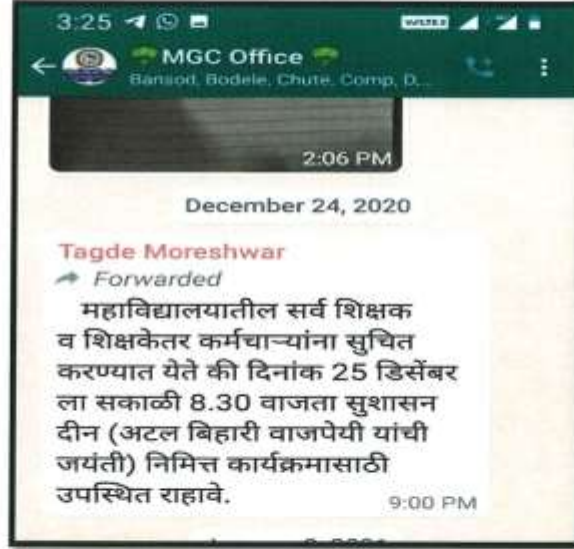 3:25
MGC Office
Bansod, Bodele, Chute, Comp, D...
2:06 PM
December 24, 2020
Tagde Moreshwar
Forwarded
महाविद्यालयातील सर्व शिक्षक
व शिक्षकेतर कर्मचाऱ्यांना सुचित
करण्यात येते की दिनांक 25 डिसेंबर
ला सकाळी 8.30 वाजता सुशासन
दीन (अटल बिहारी वाजपेयी यांची
जयंती) निमित्त कार्यक्रमासाठी
उपस्थित राहावे.
9:00 PM